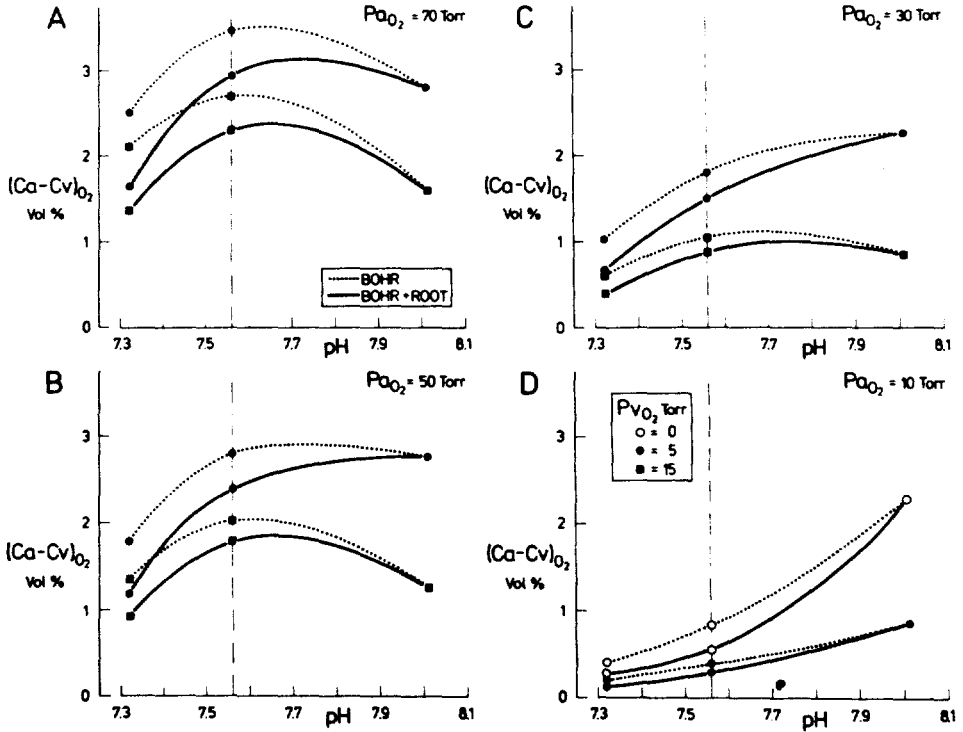 A
PaO₂ = 70 Torr
3
2
1
0
(Ca-Cv)O₂
Vol %
BOHR
BOHR + ROOT
7.3
7.5
7.7
7.9
8.1
pH
B
PaO₂ = 50 Torr
3
2
1
0
(Ca-Cv)O₂
Vol %
7.3
7.5
7.7
7.9
8.1
pH
C
PaO₂ = 30 Torr
3
2
1
0
(Ca-Cv)O₂
Vol %
7.3
7.5
7.7
7.9
8.1
pH
D
PaO₂ = 10 Torr
PvO₂ Torr
= 0
= 5
= 15
3
2
1
0
(Ca-Cv)O₂
Vol %
7.3
7.5
7.7
7.9
8.1
pH